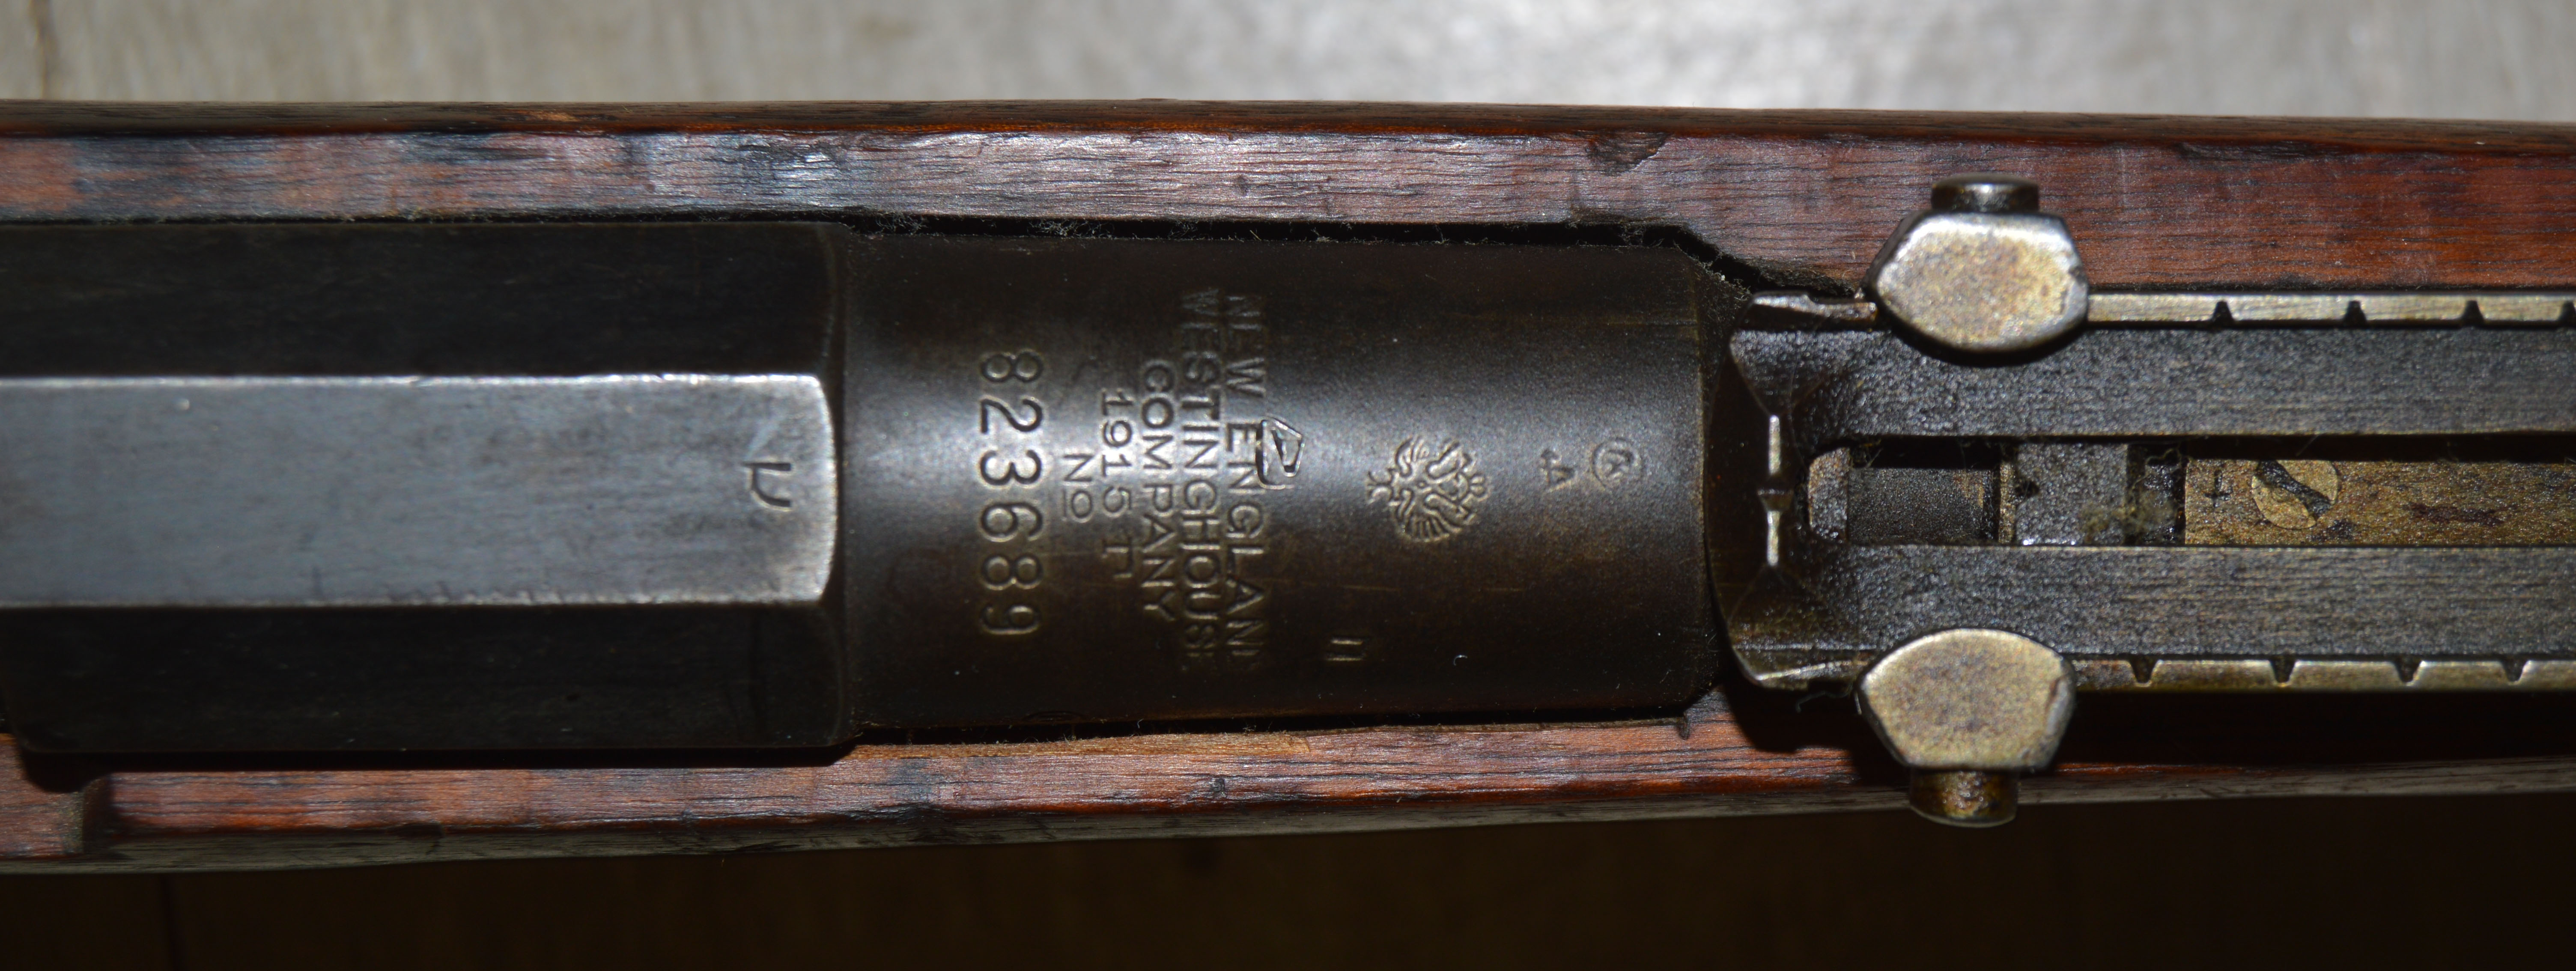 NEW ENGLAND
WESTINGHOUSE
COMPANY
1915 Г
No
823689